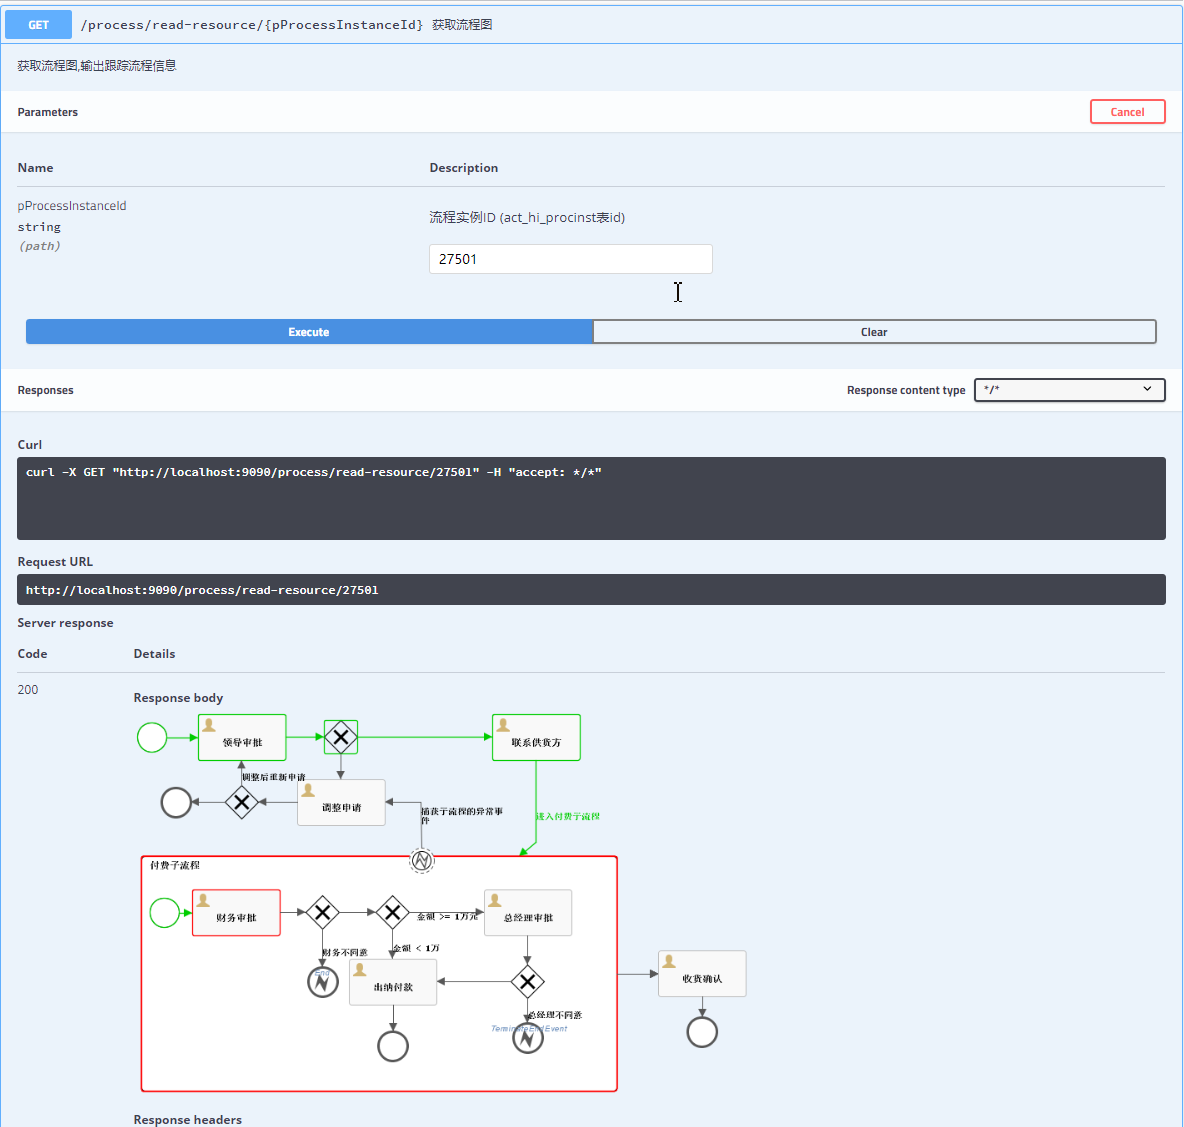 GET /process/read-resource/{pProcessInstanceId} 获取流程图
获取流程图,输出跟踪流程信息
Parameters
Cancel
Name Description
pProcessInstanceId
string
(path)
流程实例ID (act_hi_procinst表id)
27501
Execute Clear
Responses
Response content type */*
Curl
curl -X GET "http://localhost:9090/process/read-resource/27501" -H "accept: */*"
Request URL
http://localhost:9090/process/read-resource/27501
Server response
Code Details
200
Response body
领导审批
联系供货方
调整后重新申请
调整申请
捕获子流程的异常事
件
进入付费子流程
付费子流程
财务审批
金额 >= 1万元
总经理审批
财务不同意
金额 < 1万
End
出纳付款
收货确认
总经理不同意
TerminateEndEvent
Response headers